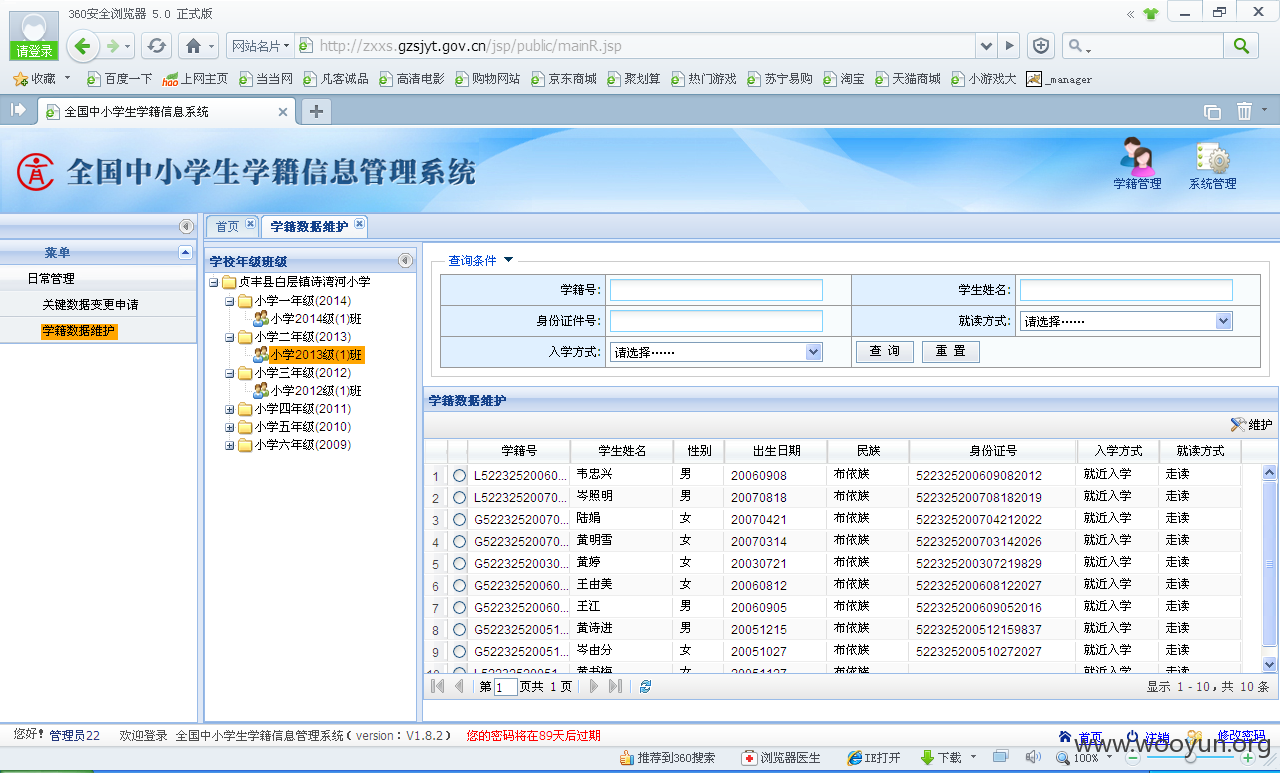 360安全浏览器 5.0 正式版
请登录
网站名片
http://zxxs.gzsjyt.gov.cn/jsp/public/mainR.jsp
收藏 百度一下 hao 上网主页 当当网 凡客诚品 高清电影 购物网站 京东商城 聚划算 热门游戏 苏宁易购 淘宝 天猫商城 小游戏大 _manager
全国中小学生学籍信息系统
全国中小学生学籍信息管理系统
学籍管理 系统管理
菜单
日常管理
关键数据变更申请
学籍数据维护
首页 学籍数据维护
学校年级班级
贞丰县白层镇诗湾河小学
小学一年级(2014)
小学2014级(1)班
小学二年级(2013)
小学2013级(1)班
小学三年级(2012)
小学2012级(1)班
小学四年级(2011)
小学五年级(2010)
小学六年级(2009)
查询条件
学籍号: 学生姓名:
身份证件号: 就读方式: 请选择······
入学方式: 请选择······ 查 询 重 置
学籍数据维护
维护
学籍号 学生姓名 性别 出生日期 民族 身份证号 入学方式 就读方式
1 L52232520060... 韦忠兴 男 20060908 布依族 522325200609082012 就近入学 走读
2 L52232520070... 岑照明 男 20070818 布依族 522325200708182019 就近入学 走读
3 G52232520070... 陆娟 女 20070421 布依族 522325200704212022 就近入学 走读
4 G52232520070... 黄明雪 女 20070314 布依族 522325200703142026 就近入学 走读
5 G52232520030... 黄婷 女 20030721 布依族 522325200307219829 就近入学 走读
6 G52232520060... 王由美 女 20060812 布依族 522325200608122027 就近入学 走读
7 G52232520060... 王江 男 20060905 布依族 522325200609052016 就近入学 走读
8 G52232520051... 黄诗进 男 20051215 布依族 522325200512159837 就近入学 走读
9 G52232520051... 岑由分 女 20051027 布依族 522325200510272027 就近入学 走读
第 1 页共 1 页
显示 1 - 10，共 10 条
您好! 管理员22 欢迎登录 全国中小学生学籍信息管理系统 ( version：V1.8.2 ) 您的密码将在89天后过期
首页 注销 修改密码
推荐到360搜索 浏览器医生 IE打开 下载 100%
www.wooyun.org